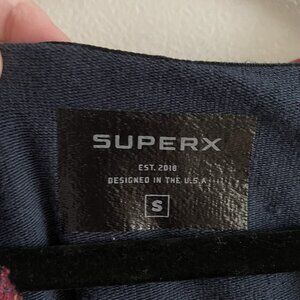 SUPERX
EST. 2018
DESIGNED IN THE U.S.A.
S